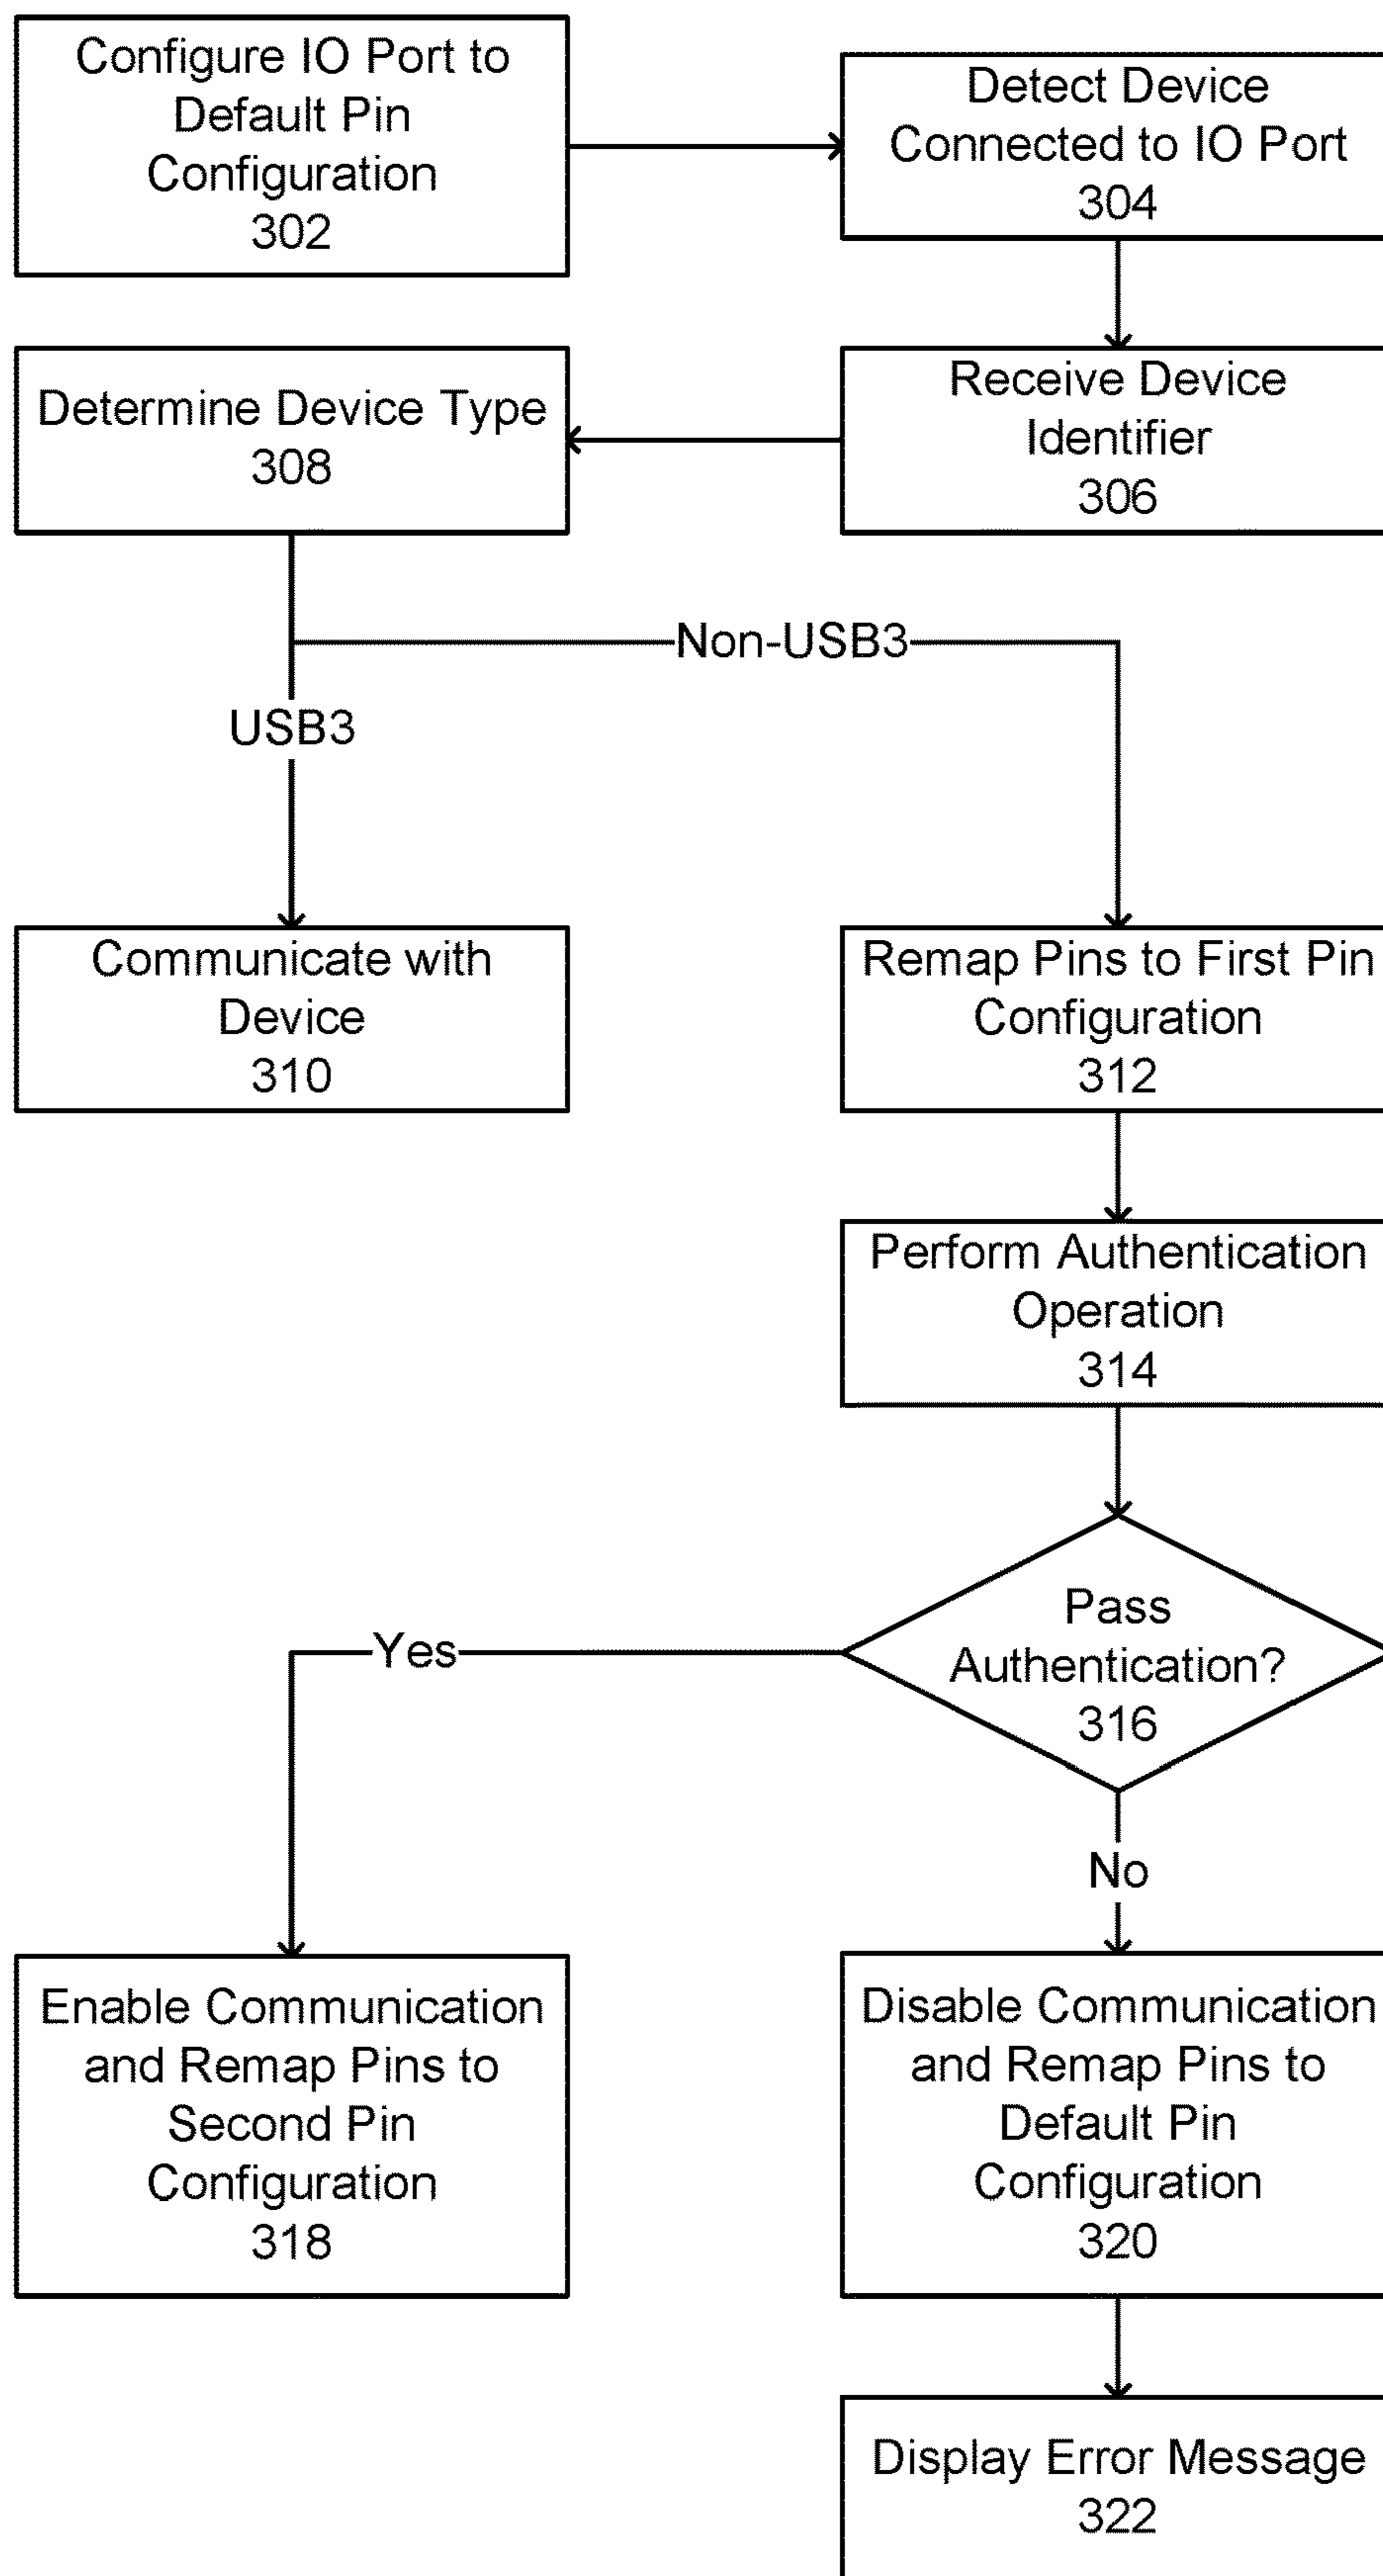 Configure IO Port to
Default Pin
Configuration
302
Detect Device
Connected to IO Port
304
Receive Device
Identifier
306
Determine Device Type
308
Non-USB3
USB3
Communicate with
Device
310
Remap Pins to First Pin
Configuration
312
Perform Authentication
Operation
314
Pass
Authentication?
316
Yes
No
Enable Communication
and Remap Pins to
Second Pin
Configuration
318
Disable Communication
and Remap Pins to
Default Pin
Configuration
320
Display Error Message
322